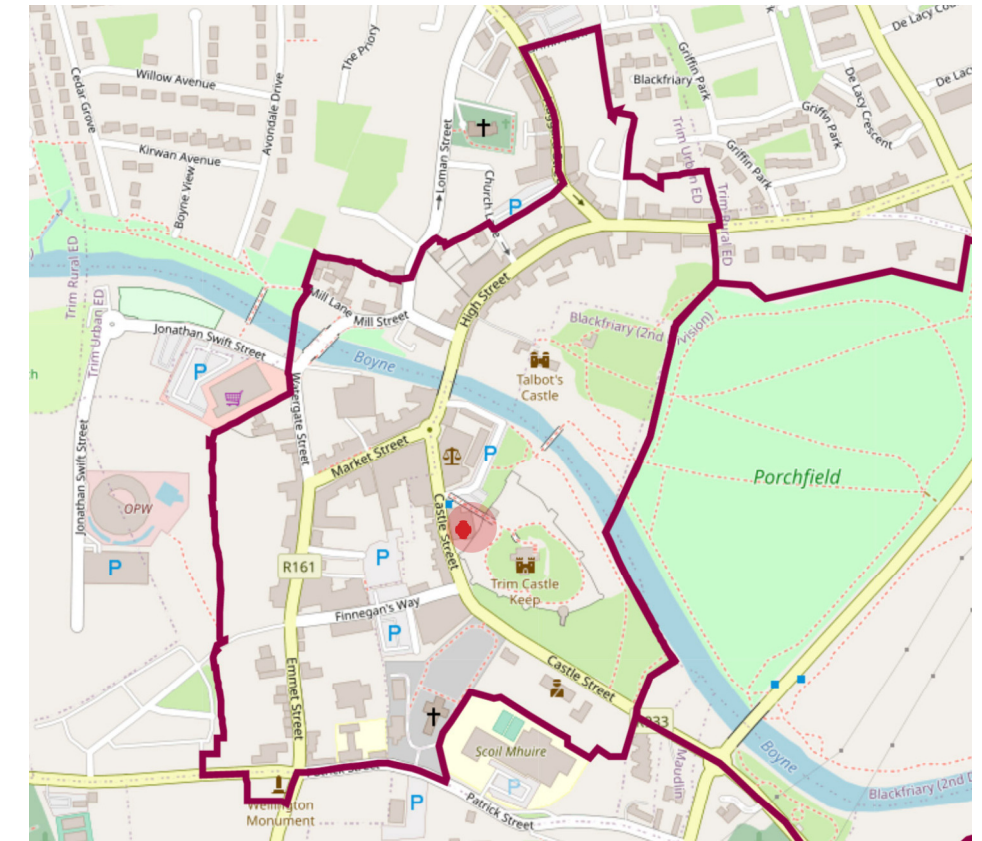 De Lacy
The Priory
Griffin Park
Cedar Grove
Willow Avenue
Avondale Drive
Blackfriary
De Lacy Crescent
De Lac
Griffin Park
Loman Street
Trim Urban ED
Kirwan Avenue
Griffin Park
Boyne View
Church
P
Trim Rural ED
Trim Rural ED
Trim Urban ED
Mill Lane
Mill Street
High Street
Jonathan Swift Street
Blackfriary (2nd
vision)
Boyne
P
Talbot's
Castle
Watergate Street
Market Street
P
Jonathan Swift Street
Porchfield
OPW
Castle Street
P
R161
P
Trim Castle
Keep
Finnegan's Way
P
Emmet Street
Castle Street
33
Scoil Mhuire
Maudlin
Boyne
P
P
Patrick Street
Blackfriary (2nd D
Wellington
Monument